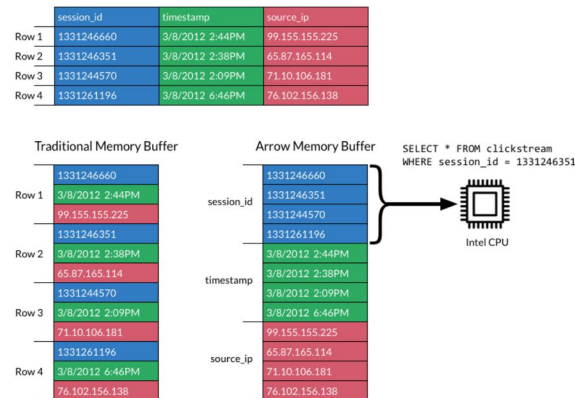 session_id timestamp source_ip
Row 1 1331246660 3/8/2012 2:44PM 99.155.155.225
Row 2 1331246351 3/8/2012 2:38PM 65.87.165.114
Row 3 1331244570 3/8/2012 2:09PM 71.10.106.181
Row 4 1331261196 3/8/2012 6:46PM 76.102.156.138
Traditional Memory Buffer
1331246660
Row 1 3/8/2012 2:44PM
99.155.155.225
1331246351
Row 2 3/8/2012 2:38PM
65.87.165.114
1331244570
Row 3 3/8/2012 2:09PM
71.10.106.181
1331261196
Row 4 3/8/2012 6:46PM
76.102.156.138
Arrow Memory Buffer
session_id
1331246660
1331246351
1331244570
1331261196
timestamp
3/8/2012 2:44PM
3/8/2012 2:38PM
3/8/2012 2:09PM
3/8/2012 6:46PM
source_ip
99.155.155.225
65.87.165.114
71.10.106.181
76.102.156.138
SELECT * FROM clickstream
WHERE session_id = 1331246351
Intel CPU